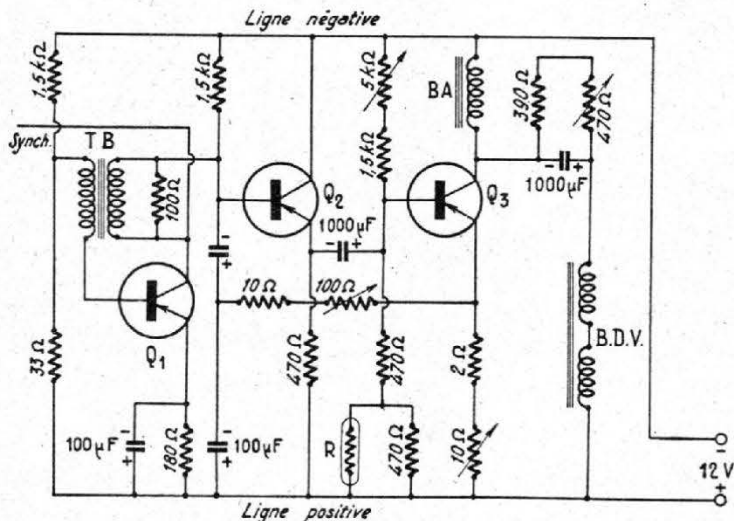 Ligne négative
1,5 kΩ
1,5 kΩ
5 kΩ
BA
390 Ω
470 Ω
Synch.
T B
100 Ω
1,5 kΩ
Q2
1000 µF
Q3
1000 µF
- +
- +
-
+
10 Ω
100 Ω
33 Ω
Q1
470 Ω
470 Ω
2 Ω
B.D.V.
100 µF
-
+
180 Ω
-
+
100 µF
R
470 Ω
10 Ω
-
12 V
+
Ligne positive